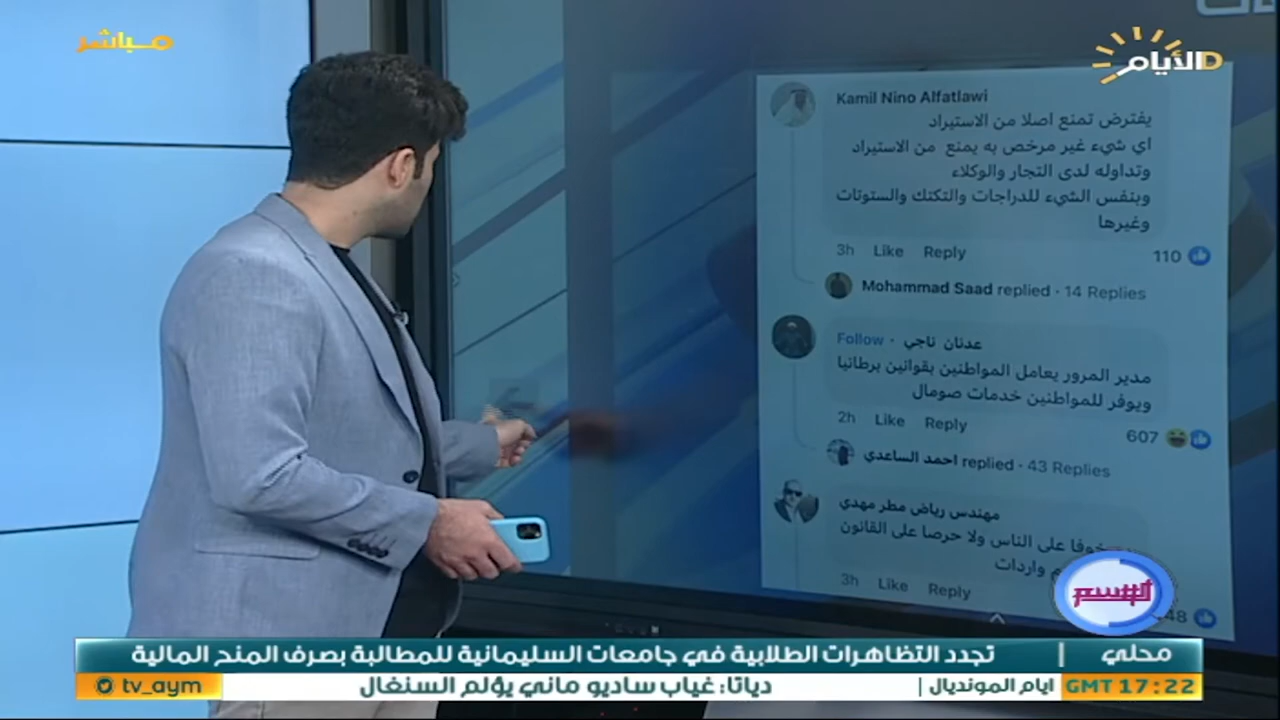 مباشر
الأيام
Kamil Nino Alfatlawi
يفترض تمنع اصلا من الاستيراد
اي شيء غير مرخص به يمنع من الاستيراد
وتداوله لدى التجار والوكلاء
وبنفس الشيء للدراجات والتكتك والستوتات
وغيرها
3h Like Reply 110
Mohammad Saad replied · 14 Replies
عدنان ناجي · Follow
مدير المرور يعامل المواطنين بقوانين برطانيا
ويوفر للمواطنين خدمات صومال
2h Like Reply 607
احمد الساعدي replied · 43 Replies
مهندس رياض مطر مهدي
خوفا على الناس ولا حرصا على القانون
واردات
3h Like Reply 48
محلي | تجدد التظاهرات الطلابية في جامعات السليمانية للمطالبة بصرف المنح المالية
GMT 17:22 ايام المونديال | دياتا: غياب ساديو ماني يؤلم السنغال
tv_aym